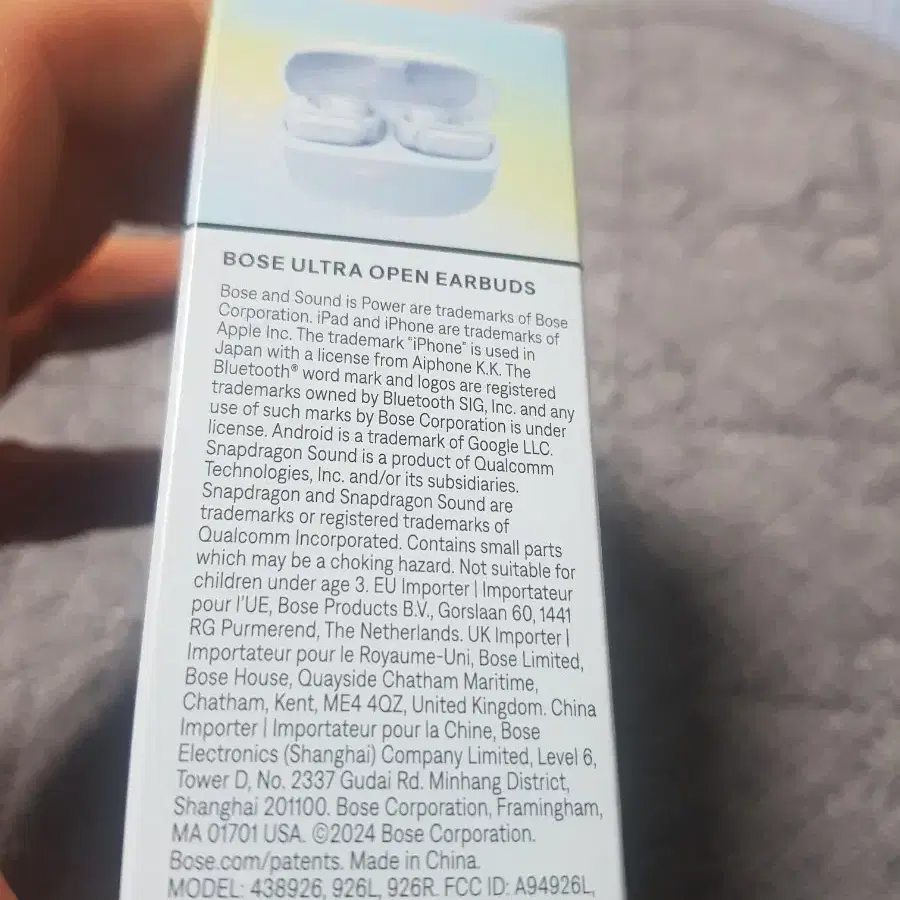 BOSE ULTRA OPEN EARBUDS
Bose and Sound is Power are trademarks of Bose
Corporation. iPad and iPhone are trademarks of
Apple Inc. The trademark "iPhone" is used in
Japan with a license from Aiphone K.K. The
Bluetooth® word mark and logos are registered
trademarks owned by Bluetooth SIG, Inc. and any
use of such marks by Bose Corporation is under
license. Android is a trademark of Google LLC.
Snapdragon Sound is a product of Qualcomm
Technologies, Inc. and/or its subsidiaries.
Snapdragon and Snapdragon Sound are
trademarks or registered trademarks of
Qualcomm Incorporated. Contains small parts
which may be a choking hazard. Not suitable for
children under age 3. EU Importer | Importateur
pour l'UE, Bose Products B.V., Gorslaan 60, 1441
RG Purmerend, The Netherlands. UK Importer |
Importateur pour le Royaume-Uni, Bose Limited,
Bose House, Quayside Chatham Maritime,
Chatham, Kent, ME4 4QZ, United Kingdom. China
Importer | Importateur pour la Chine, Bose
Electronics (Shanghai) Company Limited, Level 6,
Tower D, No. 2337 Gudai Rd. Minhang District,
Shanghai 201100. Bose Corporation, Framingham,
MA 01701 USA. ©2024 Bose Corporation.
Bose.com/patents. Made in China.
MODEL: 438926, 926L, 926R. FCC ID: A94926L,